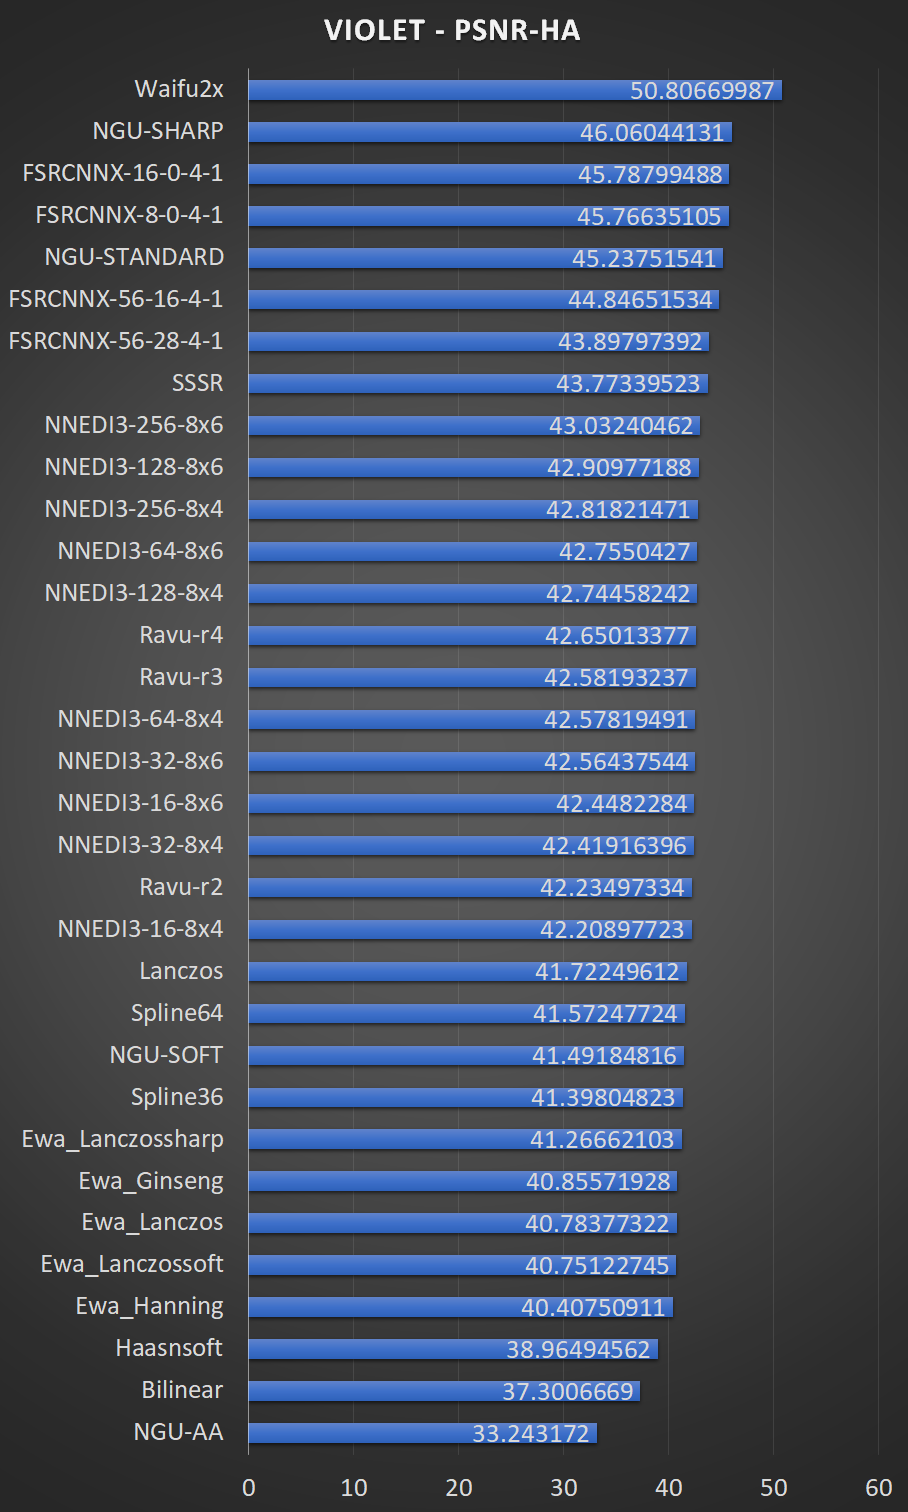 VIOLET - PSNR-HA
Waifu2x 50.80669987
NGU-SHARP 46.06044131
FSRCNNX-16-0-4-1 45.78799488
FSRCNNX-8-0-4-1 45.76635105
NGU-STANDARD 45.23751541
FSRCNNX-56-16-4-1 44.84651534
FSRCNNX-56-28-4-1 43.89797392
SSSR 43.77339523
NNEDI3-256-8x6 43.03240462
NNEDI3-128-8x6 42.90977188
NNEDI3-256-8x4 42.81821471
NNEDI3-64-8x6 42.7550427
NNEDI3-128-8x4 42.74458242
Ravu-r4 42.65013377
Ravu-r3 42.58193237
NNEDI3-64-8x4 42.57819491
NNEDI3-32-8x6 42.56437544
NNEDI3-16-8x6 42.4482284
NNEDI3-32-8x4 42.41916396
Ravu-r2 42.23497334
NNEDI3-16-8x4 42.20897723
Lanczos 41.72249612
Spline64 41.57247724
NGU-SOFT 41.49184816
Spline36 41.39804823
Ewa_Lanczossharp 41.26662103
Ewa_Ginseng 40.85571928
Ewa_Lanczos 40.78377322
Ewa_Lanczossoft 40.75122745
Ewa_Hanning 40.40750911
Haasnsoft 38.96494562
Bilinear 37.3006669
NGU-AA 33.243172
0 10 20 30 40 50 60